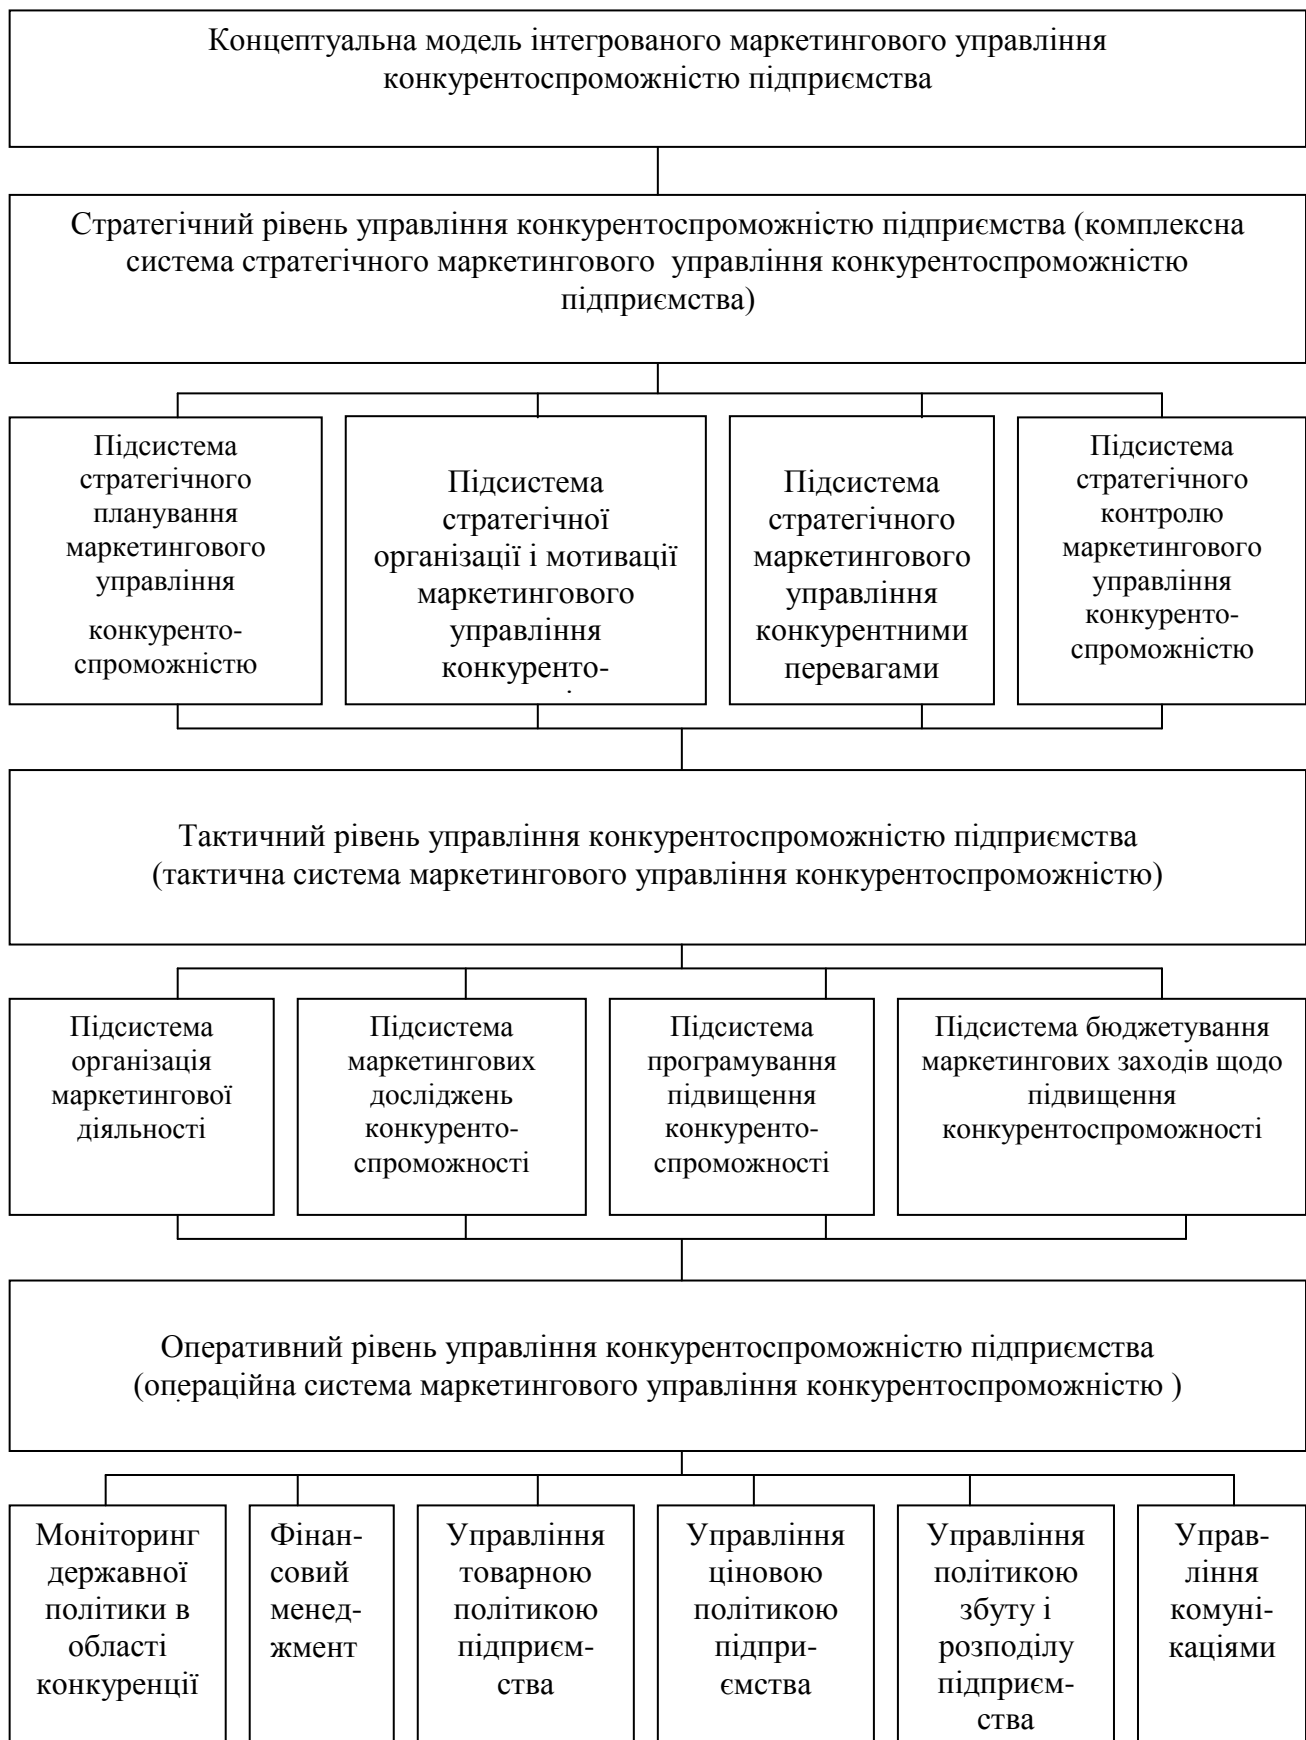 Концептуальна модель інтегрованого маркетингового управління
конкурентоспроможністю підприємства
Стратегічний рівень управління конкурентоспроможністю підприємства (комплексна
система стратегічного маркетингового управління конкурентоспроможністю
підприємства)
Підсистема
стратегічного
планування
маркетингового
управління
конкуренто-
спроможністю
Підсистема
стратегічної
організації і мотивації
маркетингового
управління
конкуренто-
Підсистема
стратегічного
маркетингового
управління
конкурентними
перевагами
Підсистема
стратегічного
контролю
маркетингового
управління
конкуренто-
спроможністю
Тактичний рівень управління конкурентоспроможністю підприємства
(тактична система маркетингового управління конкурентоспроможністю)
Підсистема
організація
маркетингової
діяльності
Підсистема
маркетингових
досліджень
конкуренто-
спроможності
Підсистема
програмування
підвищення
конкуренто-
спроможності
Підсистема бюджетування
маркетингових заходів щодо
підвищення
конкурентоспроможності
Оперативний рівень управління конкурентоспроможністю підприємства
(операційна система маркетингового управління конкурентоспроможністю )
Моніторинг
державної
політики в
області
конкуренції
Фінан-
совий
менед-
жмент
Управління
товарною
політикою
підприєм-
ства
Управління
ціновою
політикою
підпри-
ємства
Управління
політикою
збуту і
розподілу
підприєм-
ства
Управ-
ління
комуні-
каціями